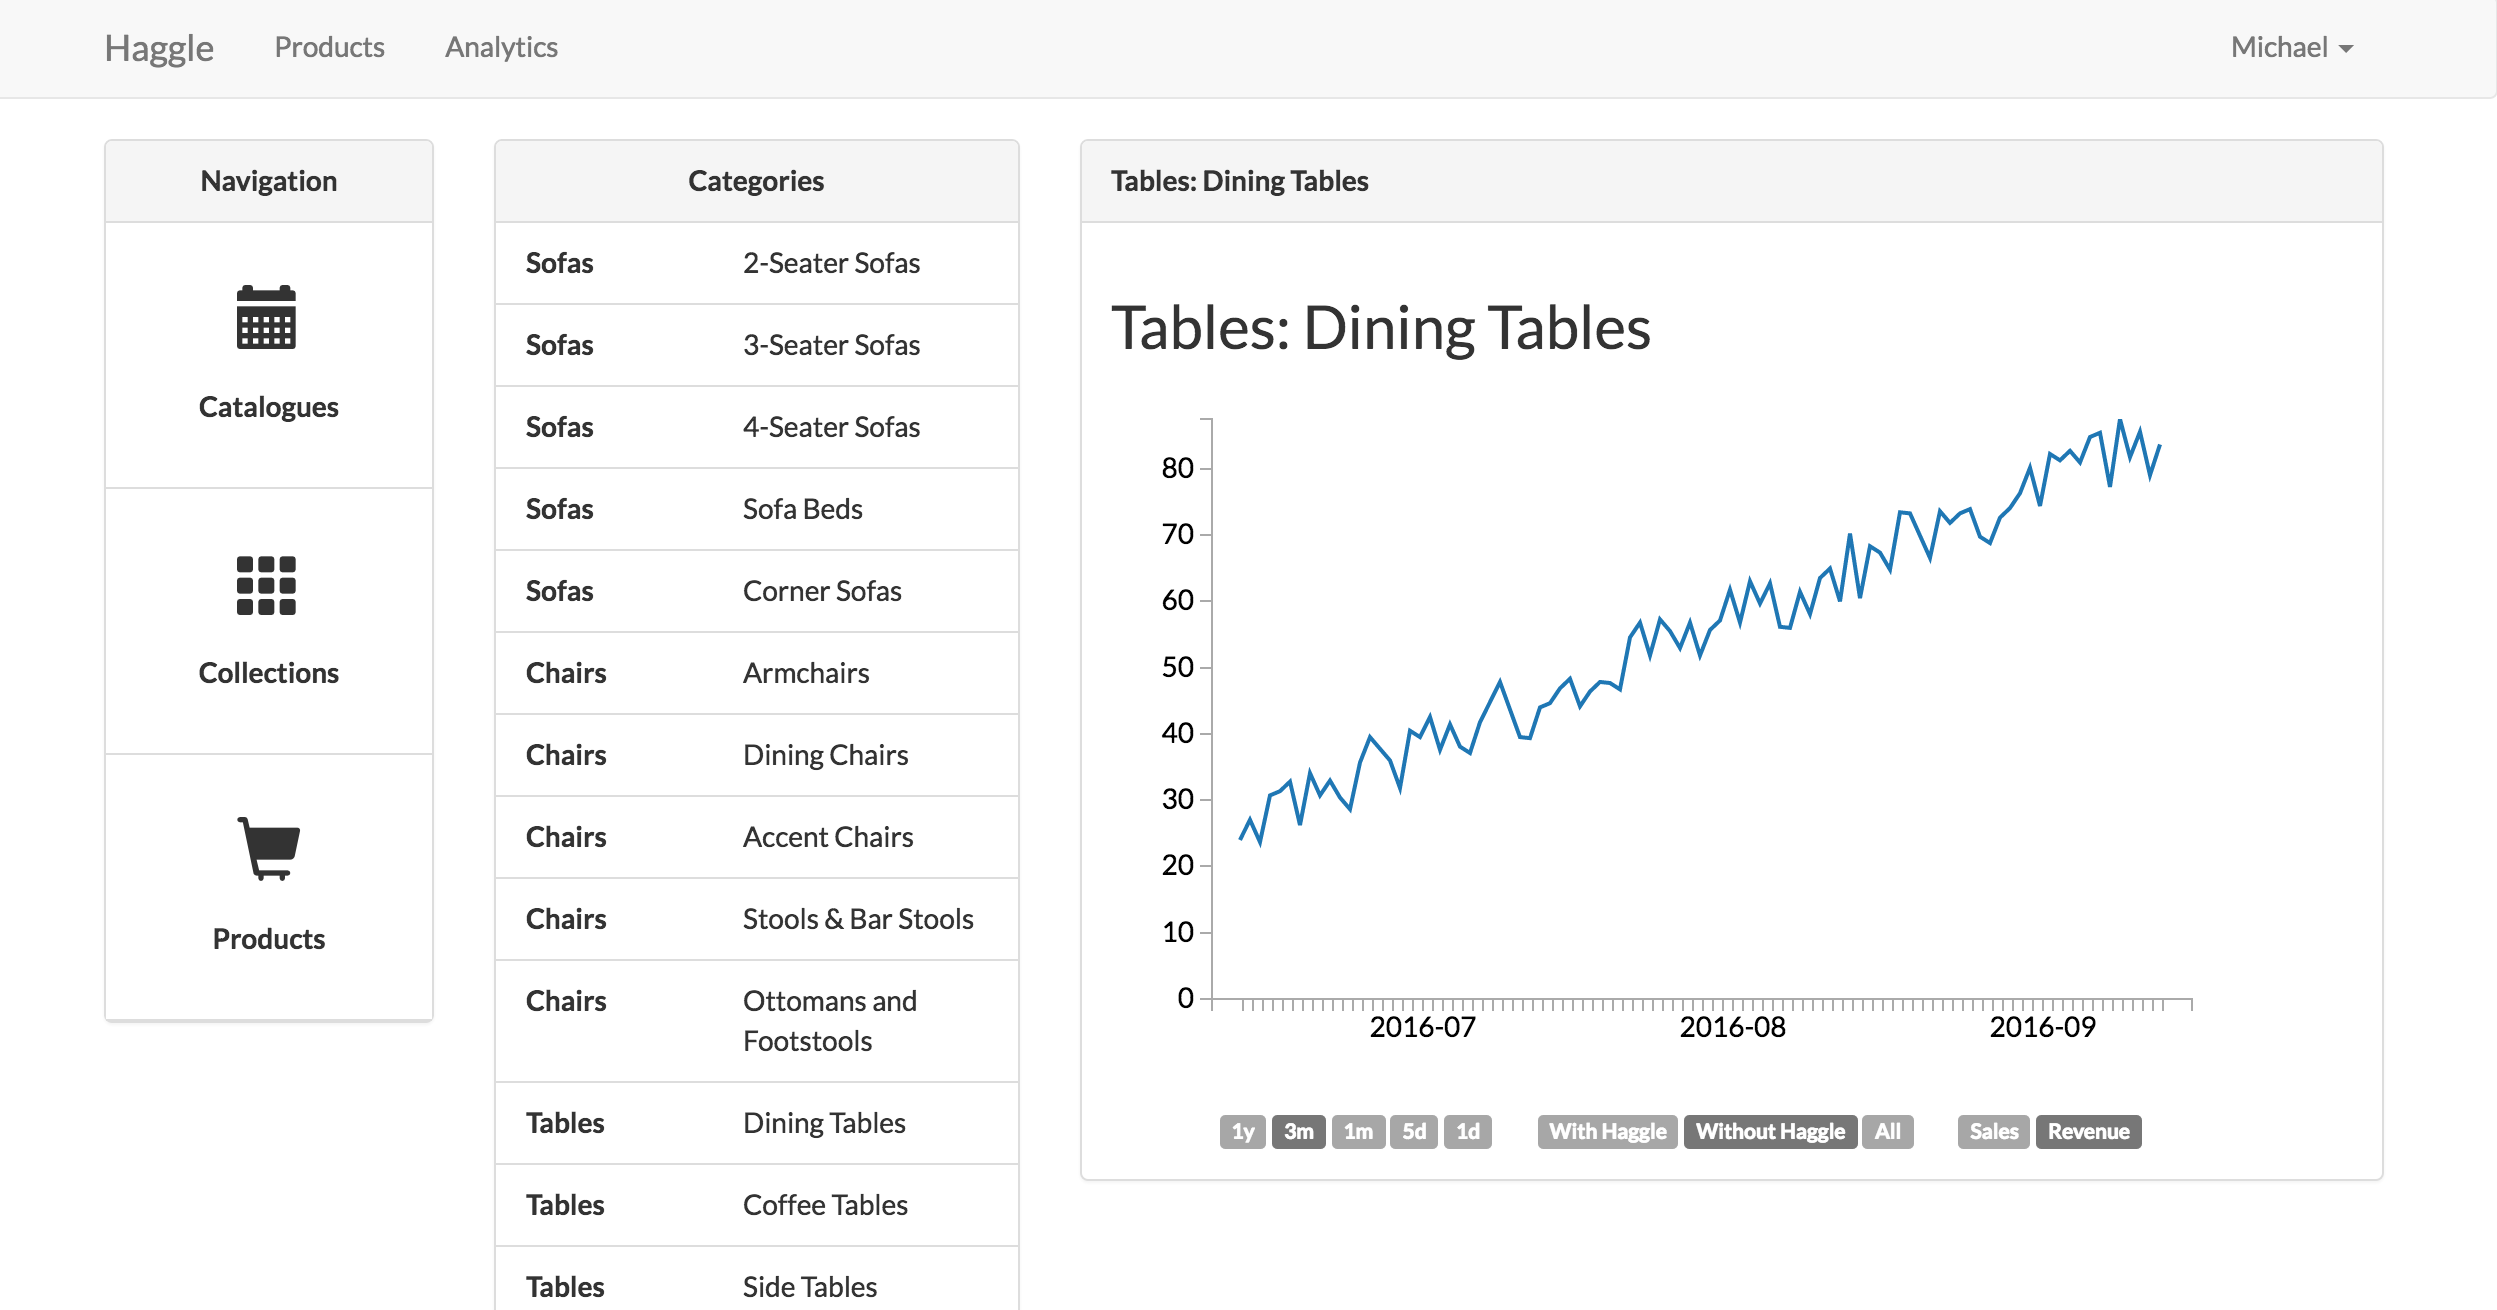 Haggle Products Analytics Michael
Navigation
Catalogues
Collections
Products
Categories
Sofas 2-Seater Sofas
Sofas 3-Seater Sofas
Sofas 4-Seater Sofas
Sofas Sofa Beds
Sofas Corner Sofas
Chairs Armchairs
Chairs Dining Chairs
Chairs Accent Chairs
Chairs Stools & Bar Stools
Chairs Ottomans and
Footstools
Tables Dining Tables
Tables Coffee Tables
Tables Side Tables
Tables: Dining Tables
Tables: Dining Tables
80
70
60
50
40
30
20
10
0
2016-07 2016-08 2016-09
1y 3m 1m 5d 1d With Haggle Without Haggle All Sales Revenue